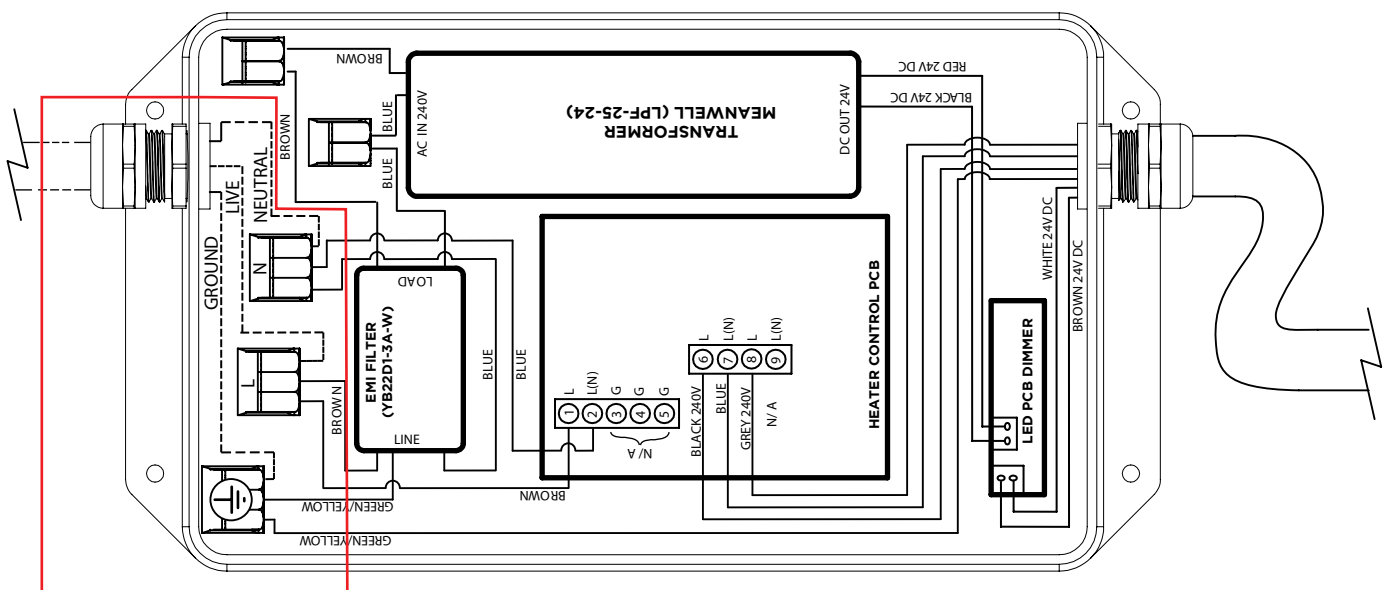 BROWN
BLUE
AC IN 240V
TRANSFORMER
MEANWELL (LPF-25-24)
DC OUT 24V
RED 24V DC
BLACK 24V DC
BROWN
BLUE
NEUTRAL
LIVE
GROUND
N
L
BROWN
LOAD
EMI FILTER
(YB22D1-3A-W)
LINE
BLUE
BLUE
HEATER CONTROL PCB
1 L
2 L(N)
3 G
4 G
5 G
N/A
6 L
7 L(N)
8 L
9 L(N)
BLACK 240V
BLUE
GREY 240V
N/A
WHITE 24V DC
BROWN 24V DC
LED PCB DIMMER
BROWN
GREEN/YELLOW
GREEN/YELLOW